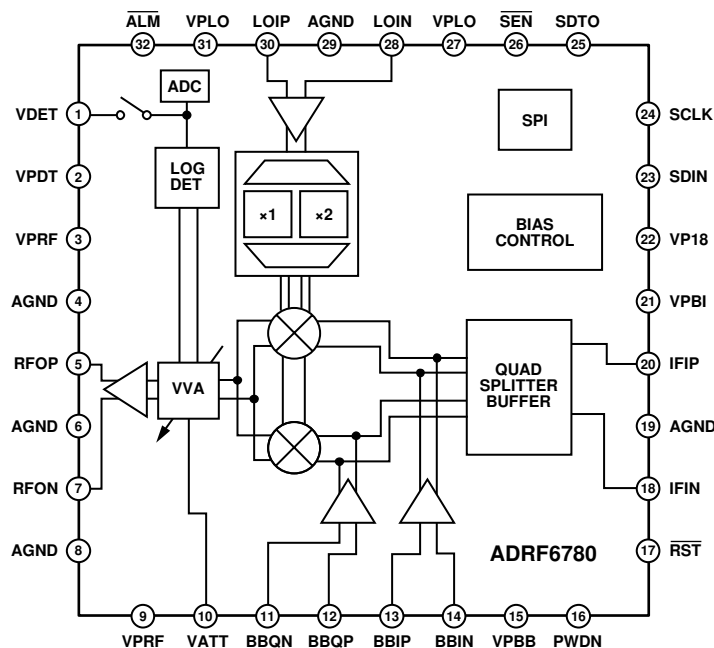 ALM VPLO LOIP AGND LOIN VPLO SEN SDTO
32 31 30 29 28 27 26 25
ADC
VDET 1 24 SCLK
SPI
LOG
DET
VPDT 2 23 SDIN
×1 ×2
BIAS
CONTROL
VPRF 3 22 VP18
AGND 4 21 VPBI
RFOP 5 20 IFIP
VVA
QUAD
SPLITTER
BUFFER
AGND 6 19 AGND
RFON 7 18 IFIN
AGND 8 17 RST
ADRF6780
9 10 11 12 13 14 15 16
VPRF VATT BBQN BBQP BBIP BBIN VPBB PWDN